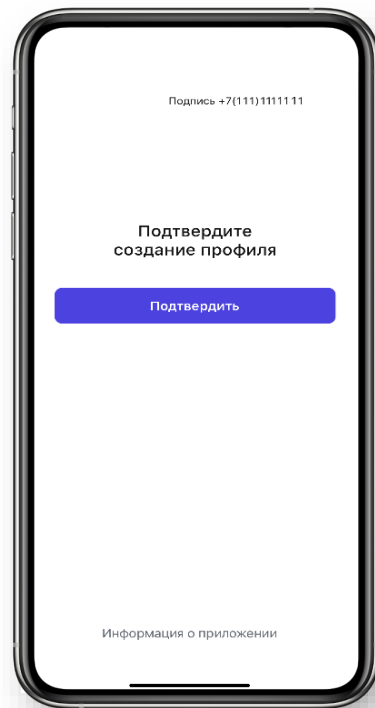 Подпись +7(111)1111111
Подтвердите
создание профиля
Подтвердить
Информация о приложении